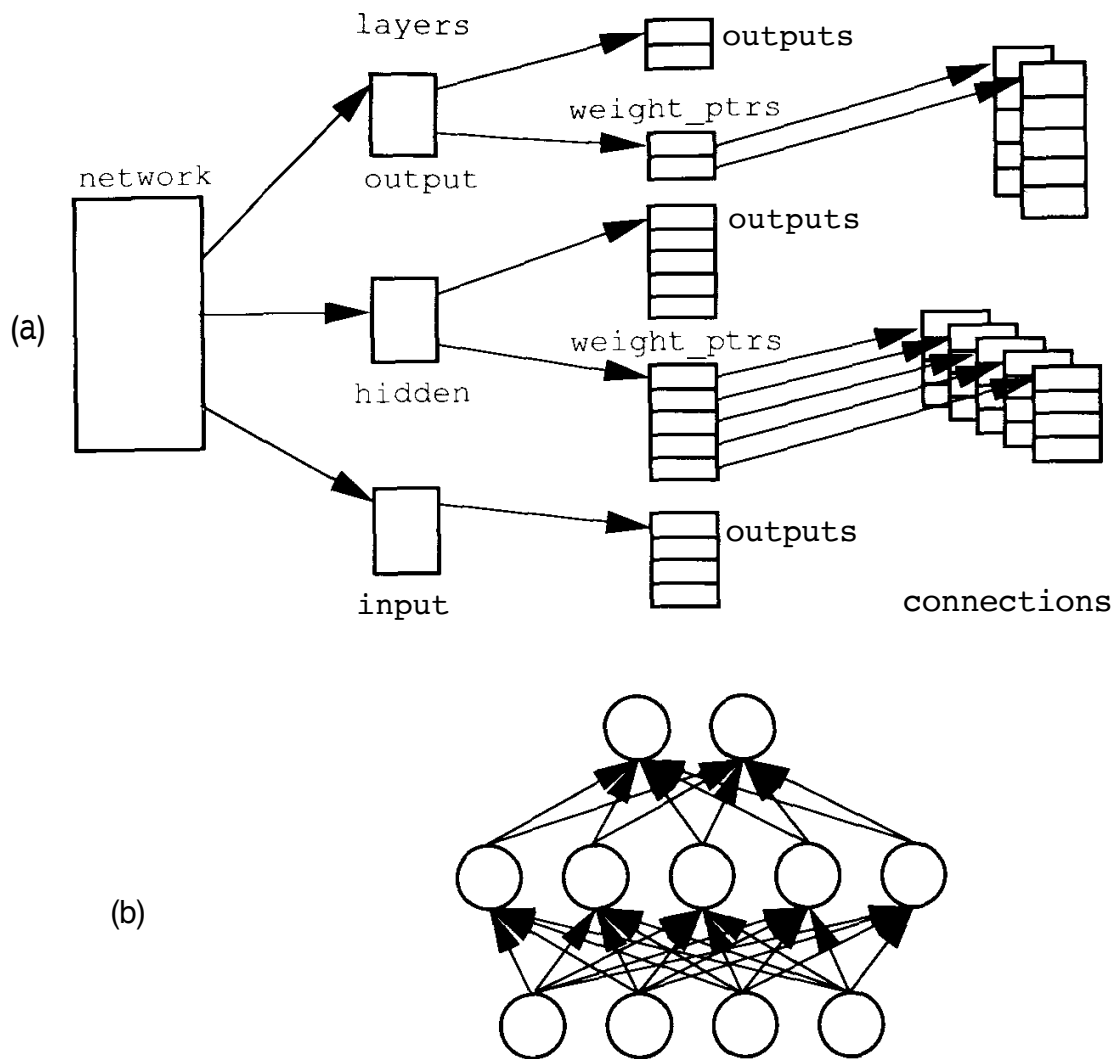 layers
outputs
weight_ptrs
network
output
outputs
(a)
weight_ptrs
hidden
outputs
input
connections
(b)